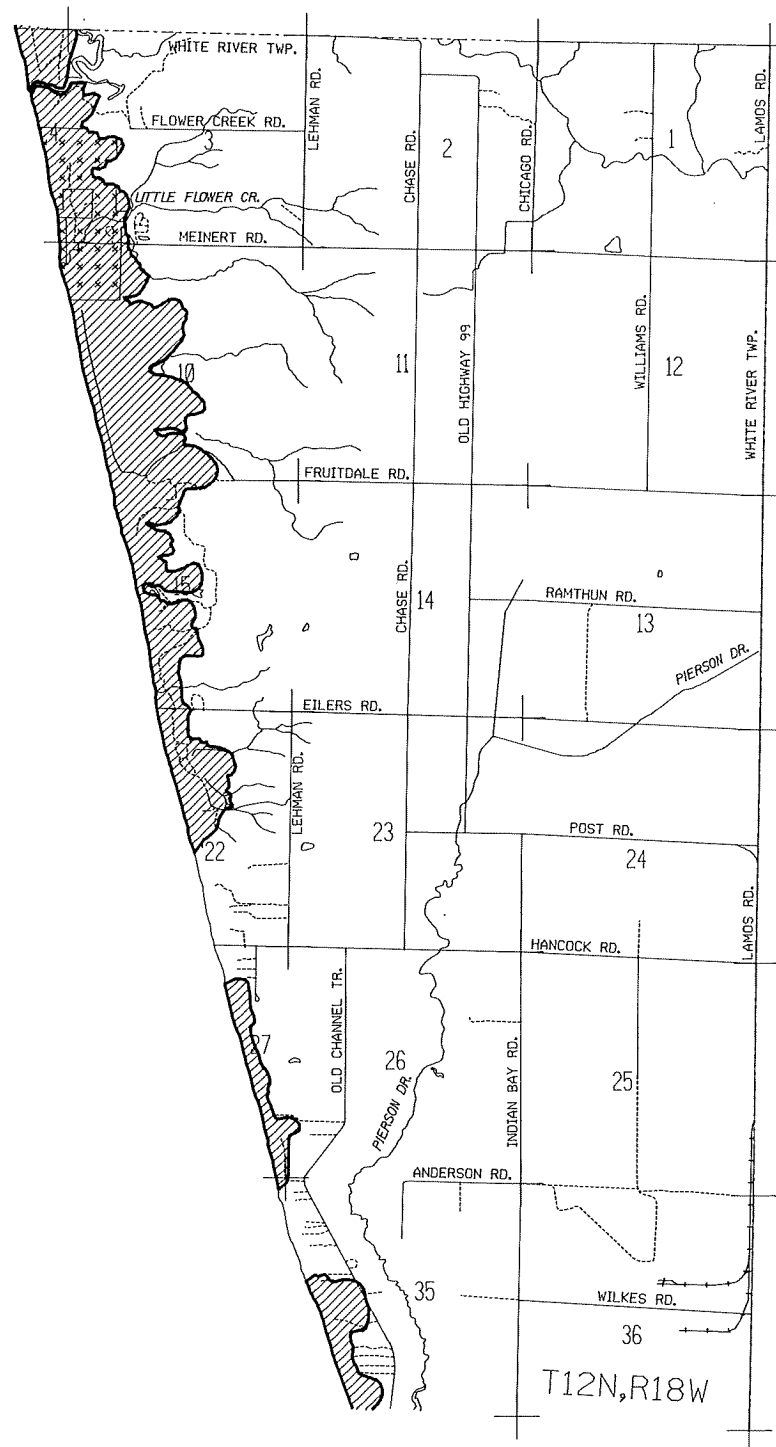 WHITE RIVER TWP.
FLOWER CREEK RD.
LEHMAN RD.
CHASE RD.
2
CHICAGO RD.
1
LAMOS RD.
4
LITTLE FLOWER CR.
MEINERT RD.
10
11
OLD HIGHWAY 99
WILLIAMS RD.
12
WHITE RIVER TWP.
FRUITDALE RD.
15
CHASE RD.
14
RAMTHUN RD.
13
PIERSON DR.
EILERS RD.
LEHMAN RD.
22
23
POST RD.
24
HANCOCK RD.
LAMOS RD.
OLD CHANNEL TR.
27
26
PIERSON DR.
INDIAN BAY RD.
25
ANDERSON RD.
35
WILKES RD.
36
T12N,R18W